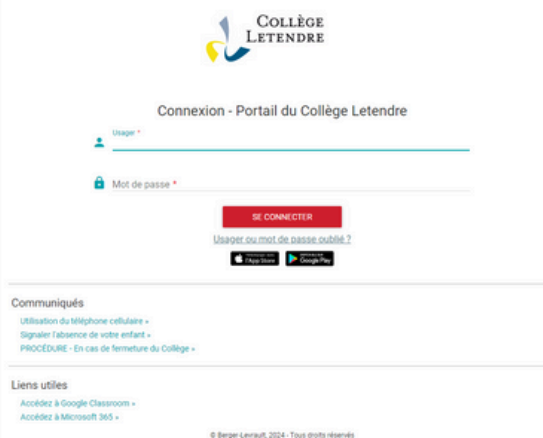 COLLÈGE
LETENDRE
Connexion - Portail du Collège Letendre
Usager *
Mot de passe *
SE CONNECTER
Usager ou mot de passe oublié ?
l'App Store
Google Play
Communiqués
Utilisation du téléphone cellulaire »
Signaler l'absence de votre enfant »
PROCÉDURE - En cas de fermeture du Collège »
Liens utiles
Accédez à Google Classroom »
Accédez à Microsoft 365 »
© Berger-Levrault, 2024 - Tous droits réservés